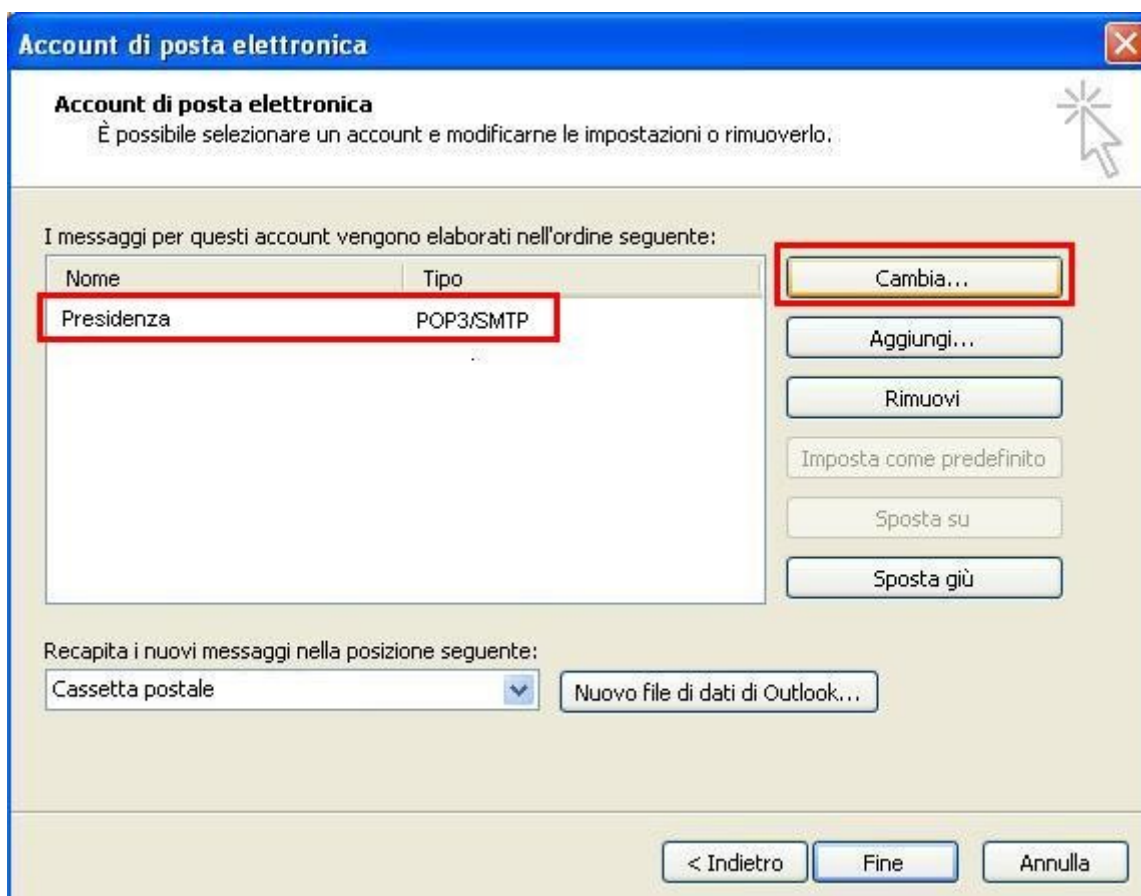 Account di posta elettronica
Account di posta elettronica
È possibile selezionare un account e modificarne le impostazioni o rimuoverlo.
I messaggi per questi account vengono elaborati nell'ordine seguente:
Nome Tipo
Presidenza POP3/SMTP
Cambia...
Aggiungi...
Rimuovi
Imposta come predefinito
Sposta su
Sposta giù
Recapita i nuovi messaggi nella posizione seguente:
Cassetta postale
Nuovo file di dati di Outlook...
< Indietro
Fine
Annulla